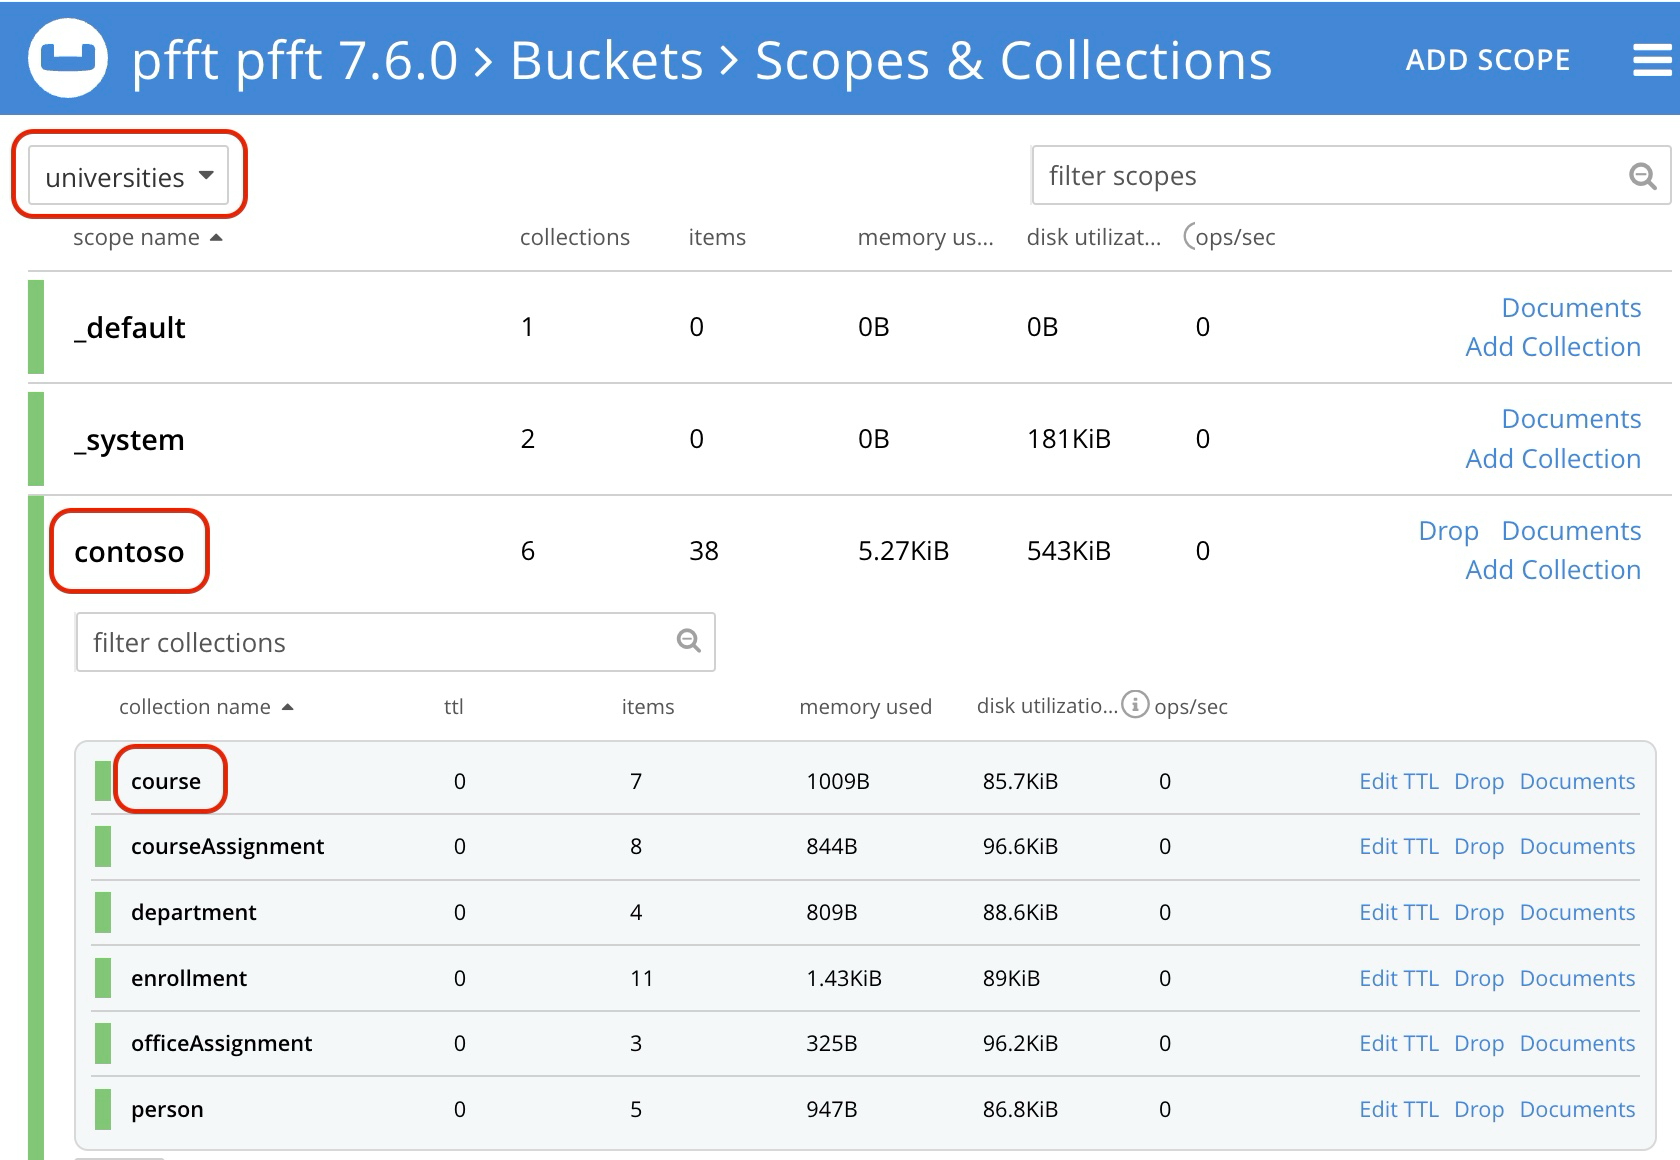 pfft pfft 7.6.0 > Buckets > Scopes & Collections ADD SCOPE
universities filter scopes
scope name collections items memory us... disk utilizat... ops/sec
_default 1 0 0B 0B 0 Documents
Add Collection
_system 2 0 0B 181KiB 0 Documents
Add Collection
contoso 6 38 5.27KiB 543KiB 0 Drop Documents
Add Collection
filter collections
collection name ttl items memory used disk utilizatio... i ops/sec
course 0 7 1009B 85.7KiB 0 Edit TTL Drop Documents
courseAssignment 0 8 844B 96.6KiB 0 Edit TTL Drop Documents
department 0 4 809B 88.6KiB 0 Edit TTL Drop Documents
enrollment 0 11 1.43KiB 89KiB 0 Edit TTL Drop Documents
officeAssignment 0 3 325B 96.2KiB 0 Edit TTL Drop Documents
person 0 5 947B 86.8KiB 0 Edit TTL Drop Documents